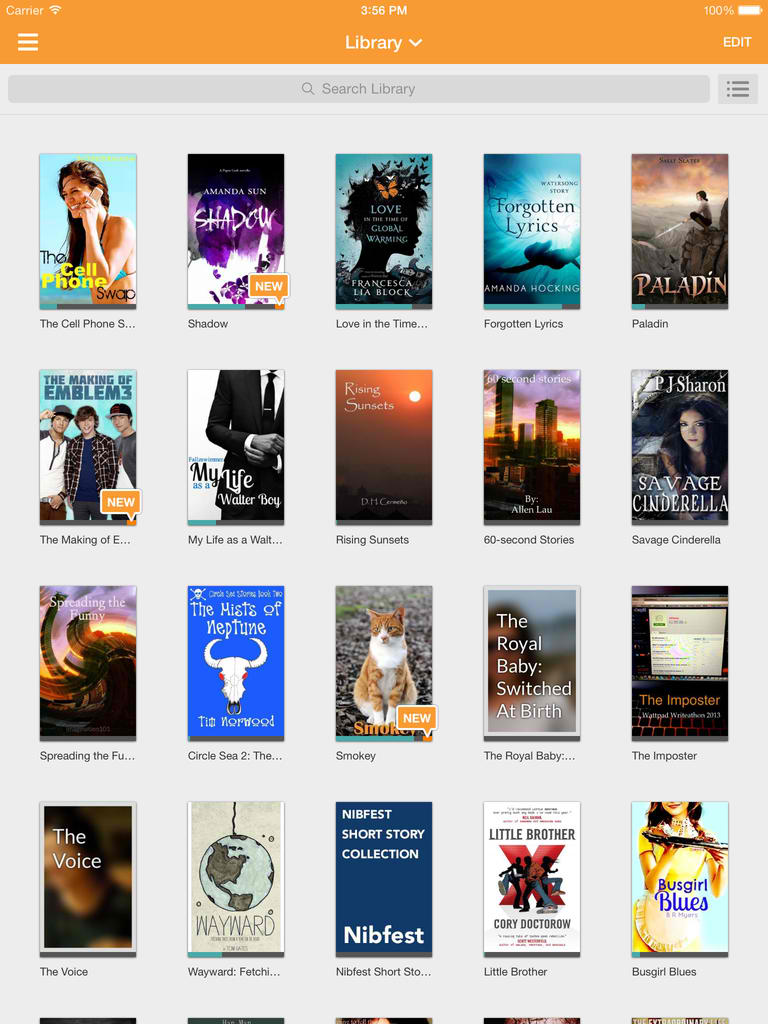 Carrier
3:56 PM
100%
Library
EDIT
Search Library
The
Cell
Phone
Swap
The Cell Phone S...
AMANDA SUN
SHADOW
NEW
Shadow
LOVE
IN THE TIME OF
GLOBAL
WARMING
FRANCESCA
LIA BLOCK
Love in the Time...
A
WATERSONG
STORY
Forgotten
Lyrics
AMANDA HOCKING
Forgotten Lyrics
SALLY SLATER
PALADIN
Paladin
THE MAKING OF
EMBLEM3
NEW
The Making of E...
Fallzswimmer
My Life
as a
Walter Boy
My Life as a Walt...
Rising
Sunsets
D.H. Cermeño
Rising Sunsets
60 second stories
By:
Allen Lau
60-second Stories
PJ Sharon
SAVAGE
CINDERELLA
Savage Cinderella
Spreading the
Funny
imagination101
Spreading the Fu...
Circle Sea Stories Book Two
The Mists of
Neptune
Tim Norwood
Circle Sea 2: The...
Smokey
NEW
Smokey
The
Royal
Baby:
Switched
At Birth
The Royal Baby:...
The Imposter
Wattpad Writeathon 2013
The Imposter
The
Voice
The Voice
WAYWARD
Wayward: Fetchi...
NIBFEST
SHORT STORY
COLLECTION
Nibfest
Nibfest Short Sto...
LITTLE BROTHER
X
CORY DOCTOROW
Little Brother
Busgirl
Blues
B R Myers
Busgirl Blues